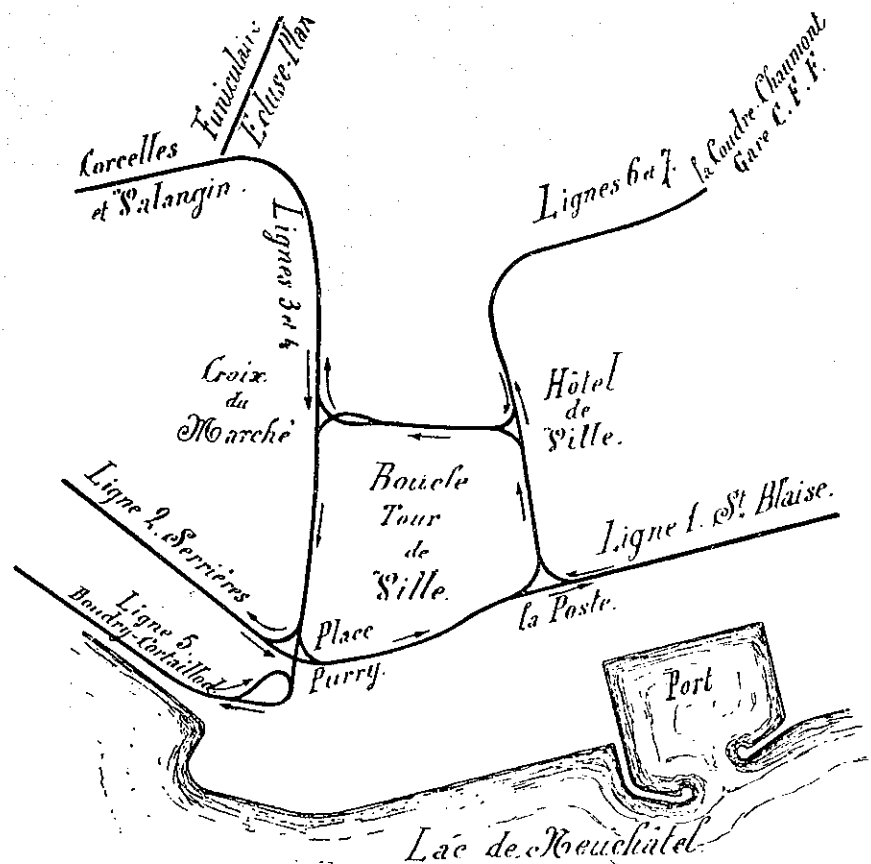 Funiculaire
Ecluse-Plan
Corcelles
et Valangin.
Lignes 3 et 4
Lignes 6 et 7.
la Coudre-Chaumont
Gare C.F.F.
Croix
du
Marché
Hôtel
de
Ville.
Boucle
Tour
de
Ville.
Ligne 2. Serrières
Ligne 1. St Blaise.
Ligne 5.
Boudry-Cortaillod
Place
Purry.
la Poste.
Port
Lac de Neuchâtel